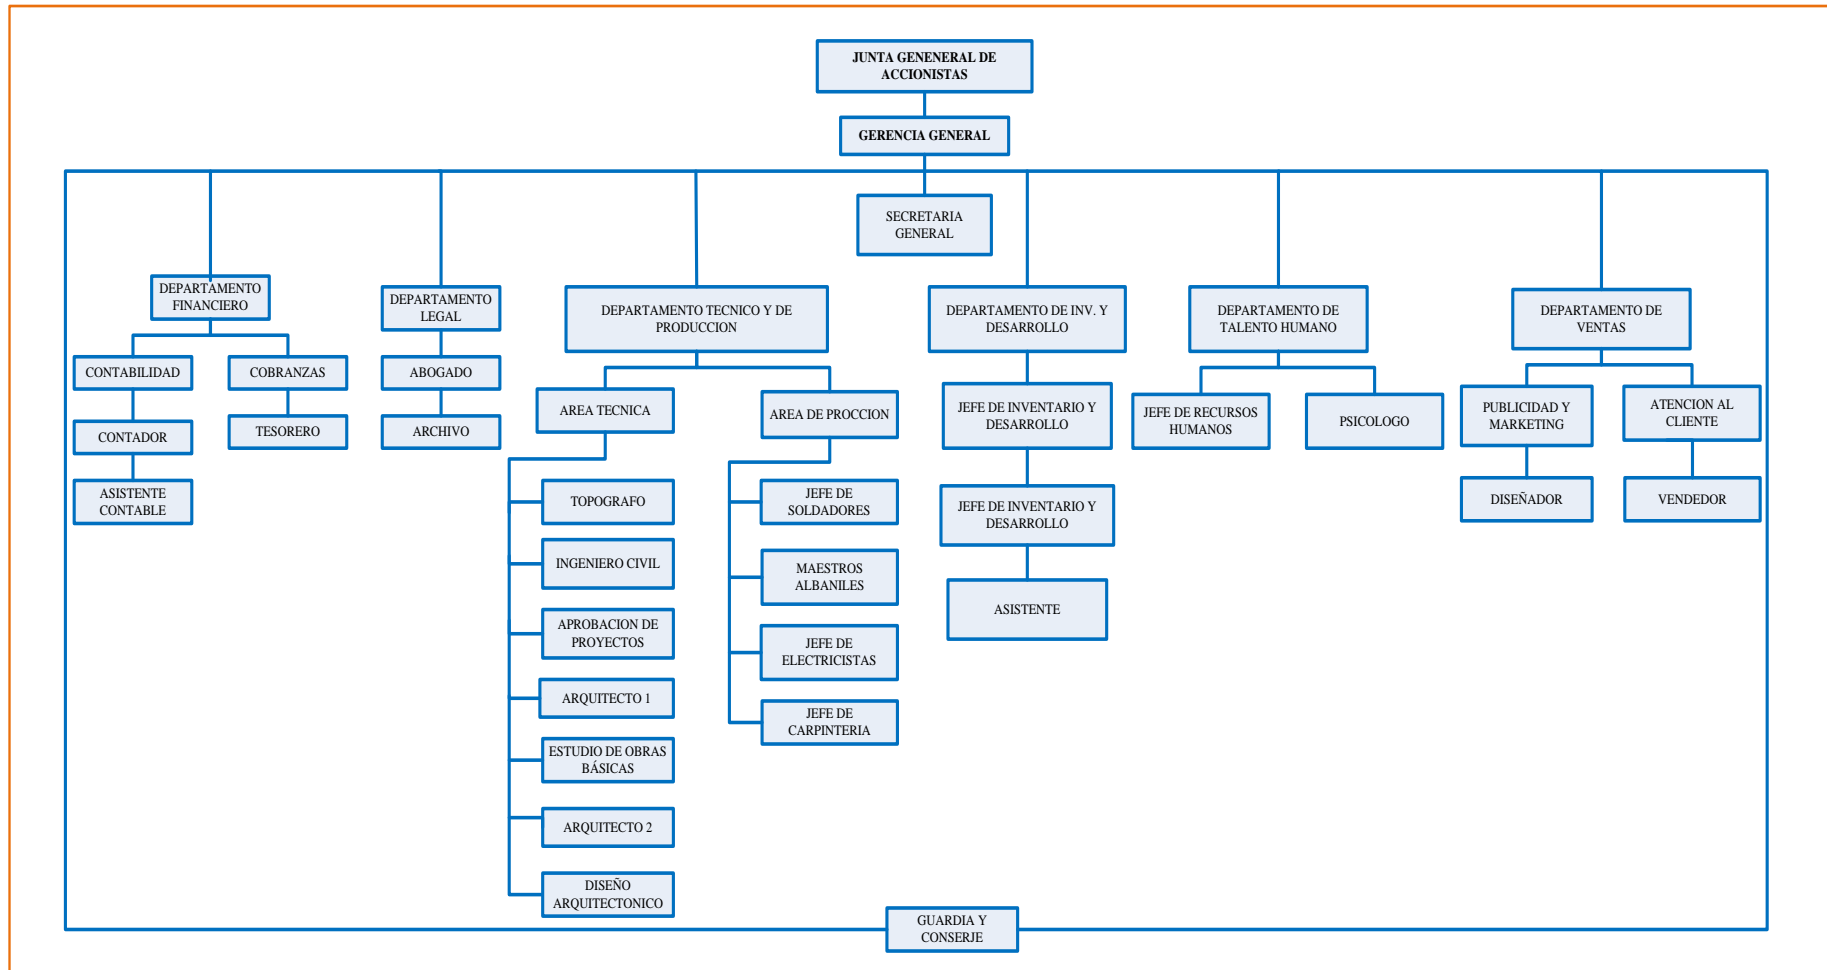 JUNTA GENENERAL DE
ACCIONISTAS
GERENCIA GENERAL
SECRETARIA
GENERAL
DEPARTAMENTO
FINANCIERO
CONTABILIDAD
COBRANZAS
CONTADOR
TESORERO
ASISTENTE
CONTABLE
DEPARTAMENTO
LEGAL
ABOGADO
ARCHIVO
DEPARTAMENTO TECNICO Y DE
PRODUCCION
AREA TECNICA
TOPOGRAFO
INGENIERO CIVIL
APROBACION DE
PROYECTOS
ARQUITECTO 1
ESTUDIO DE OBRAS
BÁSICAS
ARQUITECTO 2
DISEÑO
ARQUITECTONICO
AREA DE PROCCION
JEFE DE
SOLDADORES
MAESTROS
ALBANILES
JEFE DE
ELECTRICISTAS
JEFE DE
CARPINTERIA
DEPARTAMENTO DE INV. Y
DESARROLLO
JEFE DE INVENTARIO Y
DESARROLLO
JEFE DE INVENTARIO Y
DESARROLLO
ASISTENTE
DEPARTAMENTO DE
TALENTO HUMANO
JEFE DE RECURSOS
HUMANOS
PSICOLOGO
DEPARTAMENTO DE
VENTAS
PUBLICIDAD Y
MARKETING
DISEÑADOR
ATENCION AL
CLIENTE
VENDEDOR
GUARDIA Y
CONSERJE